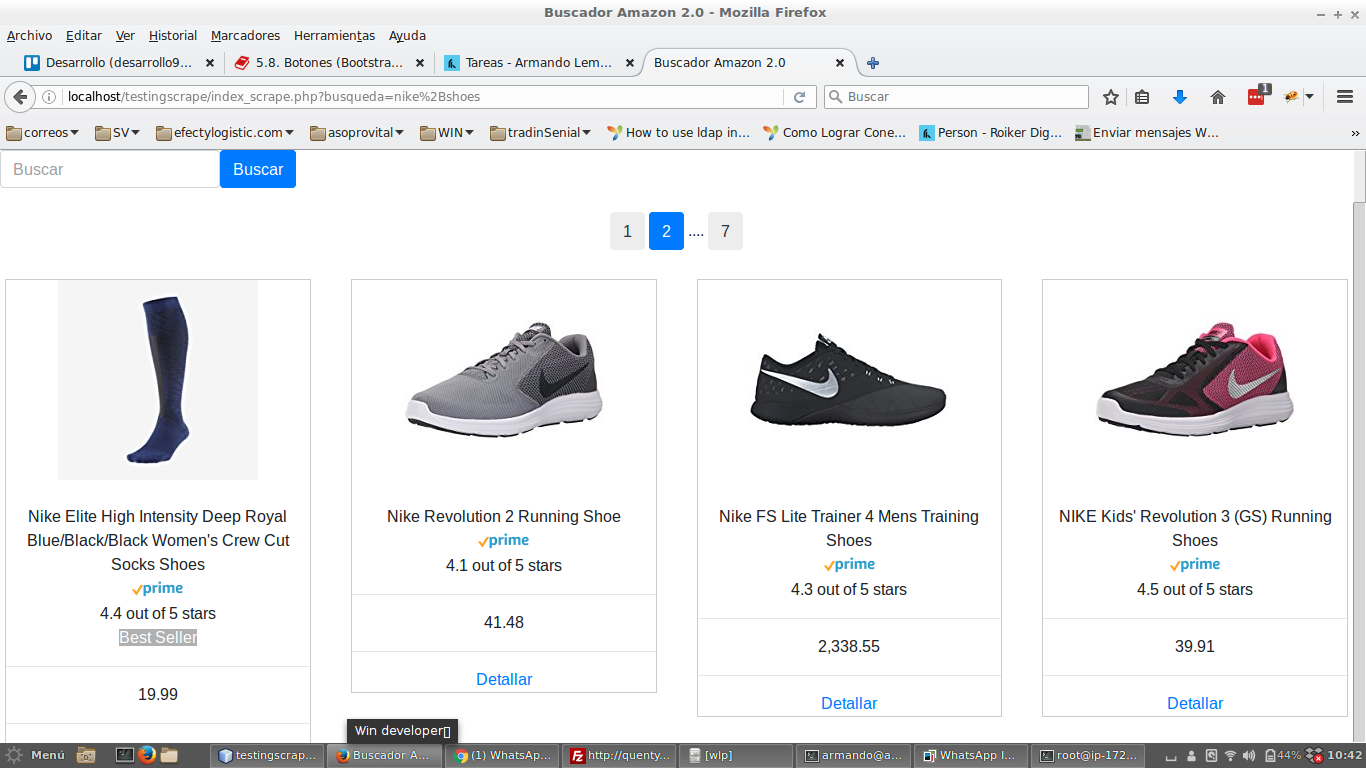 Buscador Amazon 2.0 - Mozilla Firefox
Archivo Editar Ver Historial Marcadores Herramientas Ayuda
Desarrollo (desarrollo9... 5.8. Botones (Bootstra... Tareas - Armando Lem... Buscador Amazon 2.0
localhost/testingscrape/index_scrape.php?busqueda=nike%2Bshoes Buscar 1
correos SV efectylogistic.com asoprovital WIN tradinSenial How to use ldap in... Como Lograr Cone... Person - Roiker Dig... Enviar mensajes W... »
Buscar Buscar
1 2 .... 7
Nike Elite High Intensity Deep Royal
Blue/Black/Black Women's Crew Cut
Socks Shoes
prime
4.4 out of 5 stars
Best Seller
19.99
Nike Revolution 2 Running Shoe
prime
4.1 out of 5 stars
41.48
Detallar
Nike FS Lite Trainer 4 Mens Training
Shoes
prime
4.3 out of 5 stars
2,338.55
Detallar
NIKE Kids' Revolution 3 (GS) Running
Shoes
prime
4.5 out of 5 stars
39.91
Detallar
Win developer
Menú testingscrap... Buscador A... (1) WhatsAp... http://quenty... [wlp] armando@a... WhatsApp I... root@ip-172... 44% 10:42